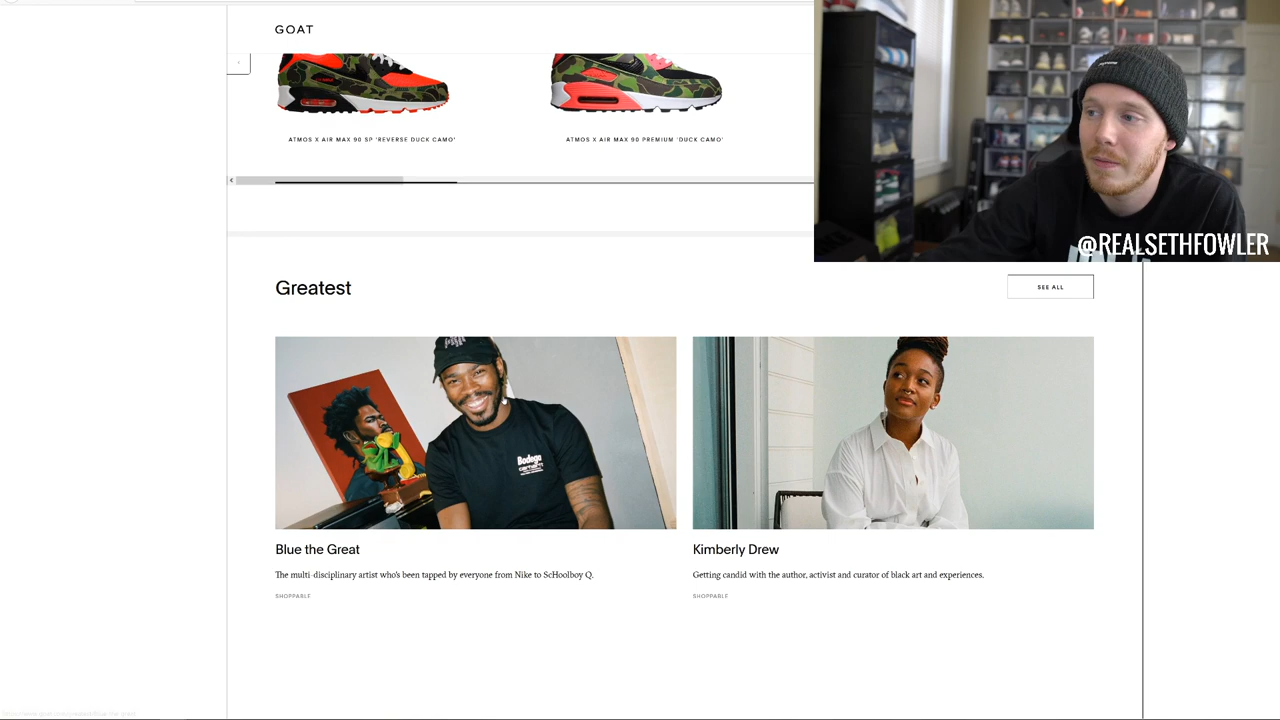 GOAT
ATMOS X AIR MAX 90 SP 'REVERSE DUCK CAMO'
ATMOS X AIR MAX 90 PREMIUM 'DUCK CAMO'
@REALSETHFOWLER
Greatest
SEE ALL
Bodega
carhartt
Blue the Great
Kimberly Drew
The multi-disciplinary artist who's been tapped by everyone from Nike to ScHoolboy Q.
Getting candid with the author, activist and curator of black art and experiences.
SHOPPABLE
SHOPPABLE